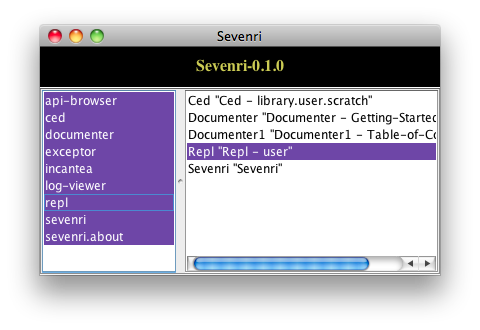 Sevenri
Sevenri-0.1.0
api-browser
ced
documenter
exceptor
incantea
log-viewer
repl
sevenri
sevenri.about
Ced "Ced - library.user.scratch"
Documenter "Documenter - Getting-Started
Documenter1 "Documenter1 - Table-of-Co
Repl "Repl - user"
Sevenri "Sevenri"